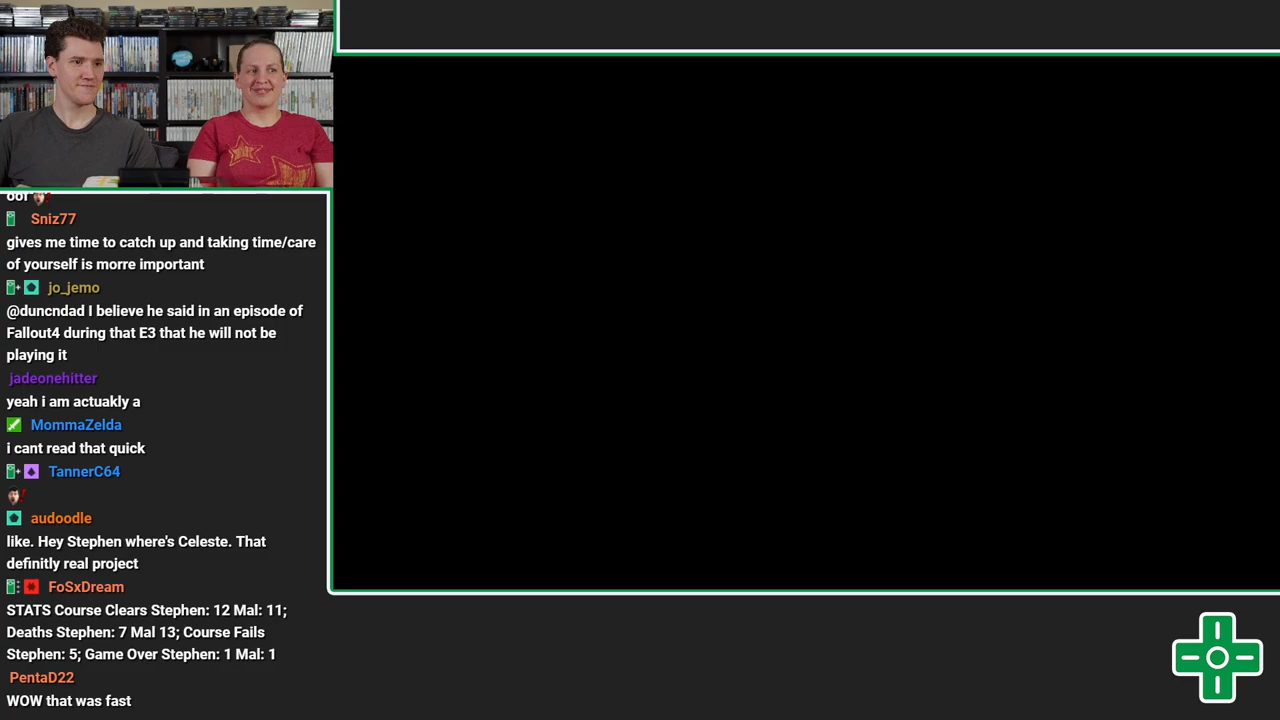 oof
Sniz77
gives me time to catch up and taking time/care
of yourself is morre important
jo_jemo
@duncndad I believe he said in an episode of
Fallout4 during that E3 that he will not be
playing it
jadeonehitter
yeah i am actuakly a
MommaZelda
i cant read that quick
TannerC64
audoodle
like. Hey Stephen where's Celeste. That
definitly real project
FoSxDream
STATS Course Clears Stephen: 12 Mal: 11;
Deaths Stephen: 7 Mal 13; Course Fails
Stephen: 5; Game Over Stephen: 1 Mal: 1
PentaD22
WOW that was fast